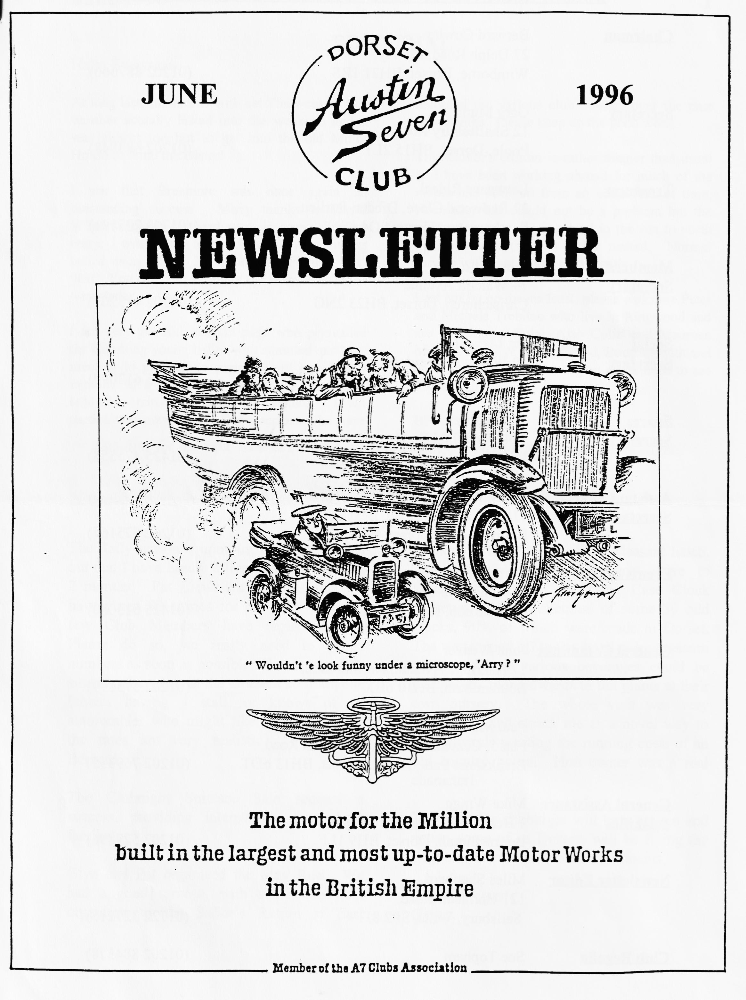 DORSET
JUNE
Austin
1996
Seven
CLUB
NEWSLETTER
" Wouldn't 'e look funny under a microscope, 'Arry ? "
The motor for the Million
built in the largest and most up-to-date Motor Works
in the British Empire
Member of the A7 Clubs Association